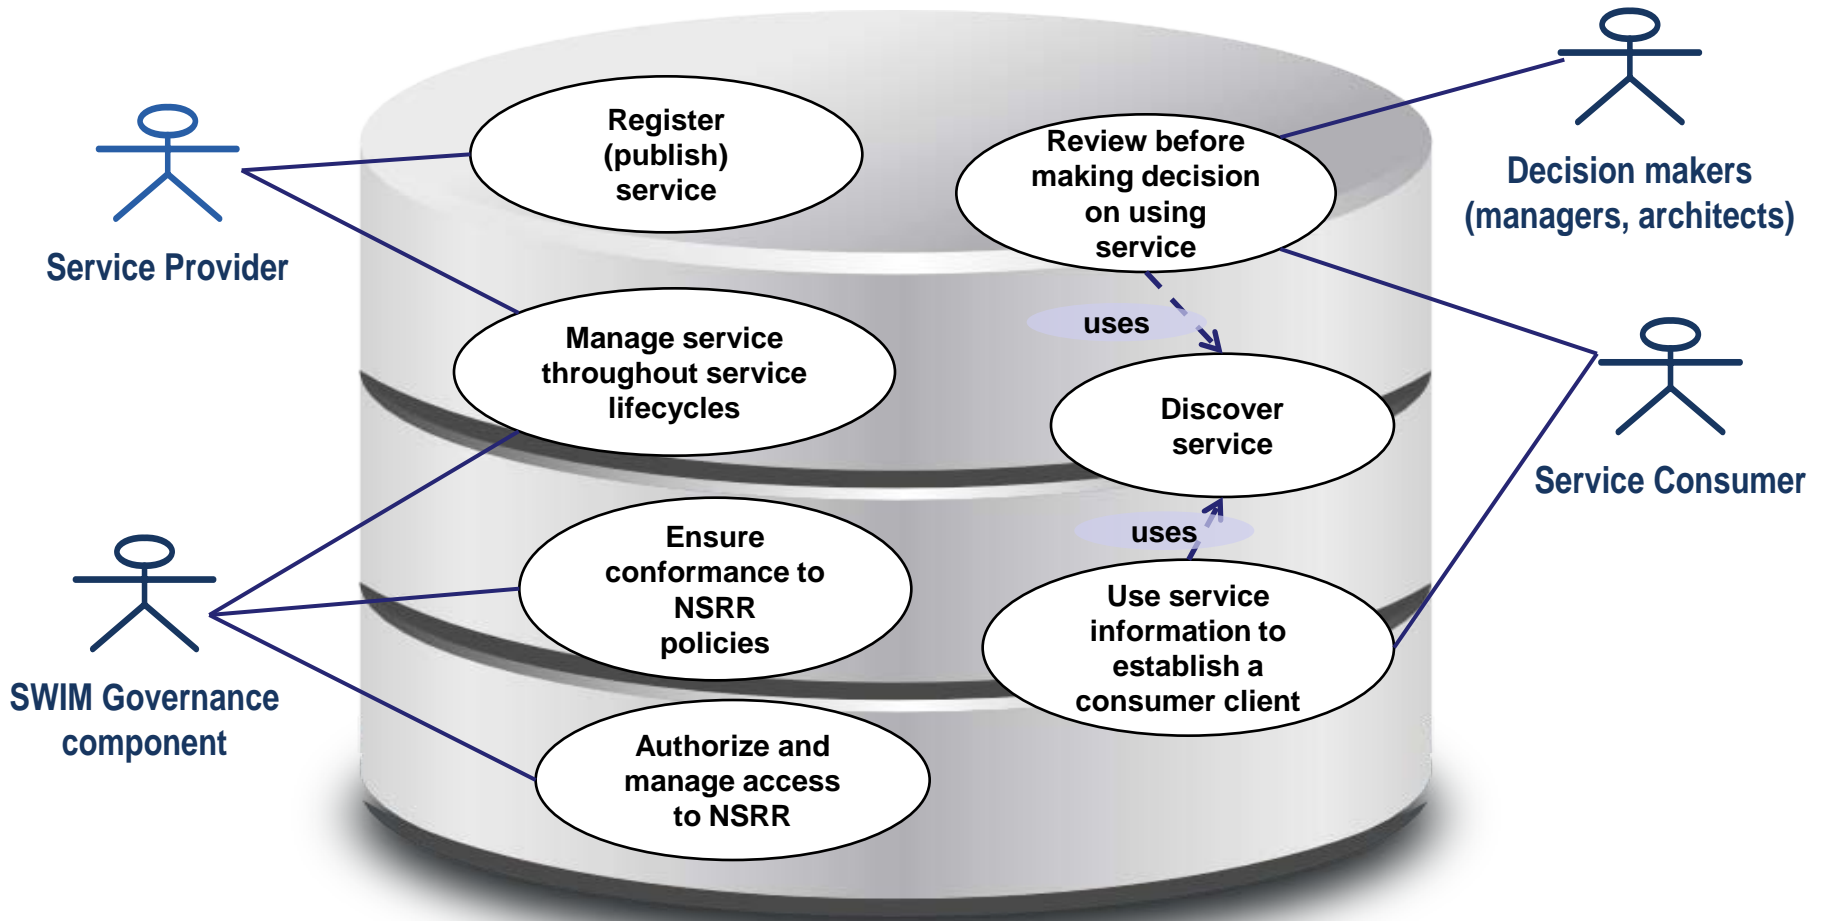 Register
(publish)
service
Review before
making decision
on using
service
Decision makers
(managers, architects)
Service Provider
uses
Manage service
throughout service
lifecycles
Discover
service
Service Consumer
uses
Ensure
conformance to
NSRR
policies
Use service
information to
establish a
consumer client
SWIM Governance
component
Authorize and
manage access
to NSRR